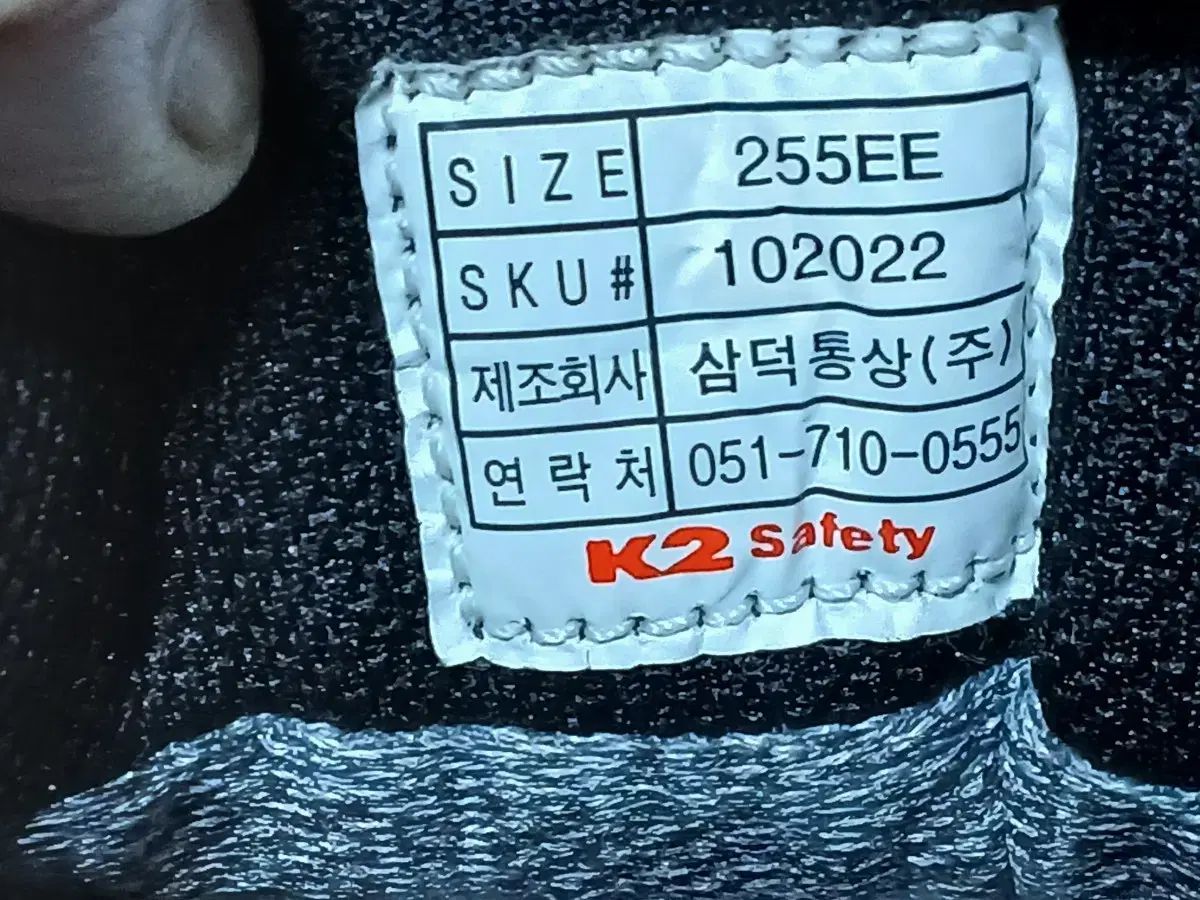 SIZE 255EE
SKU# 102022
제조회사 삼덕통상(주)
연락처 051-710-0555
K2 Safety